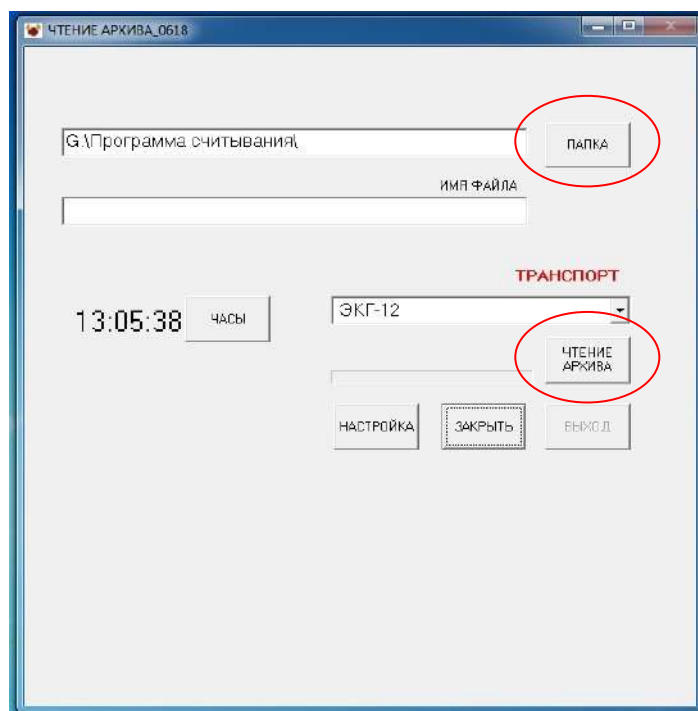 ЧТЕНИЕ АРХИВА_0618
G:\Программа считывания\
ПАПКА
ИМЯ ФАЙЛА
ТРАНСПОРТ
13:05:38
ЧАСЫ
ЭКГ-12
ЧТЕНИЕ
АРХИВА
НАСТРОЙКА
ЗАКРЫТЬ
ВЫХОД